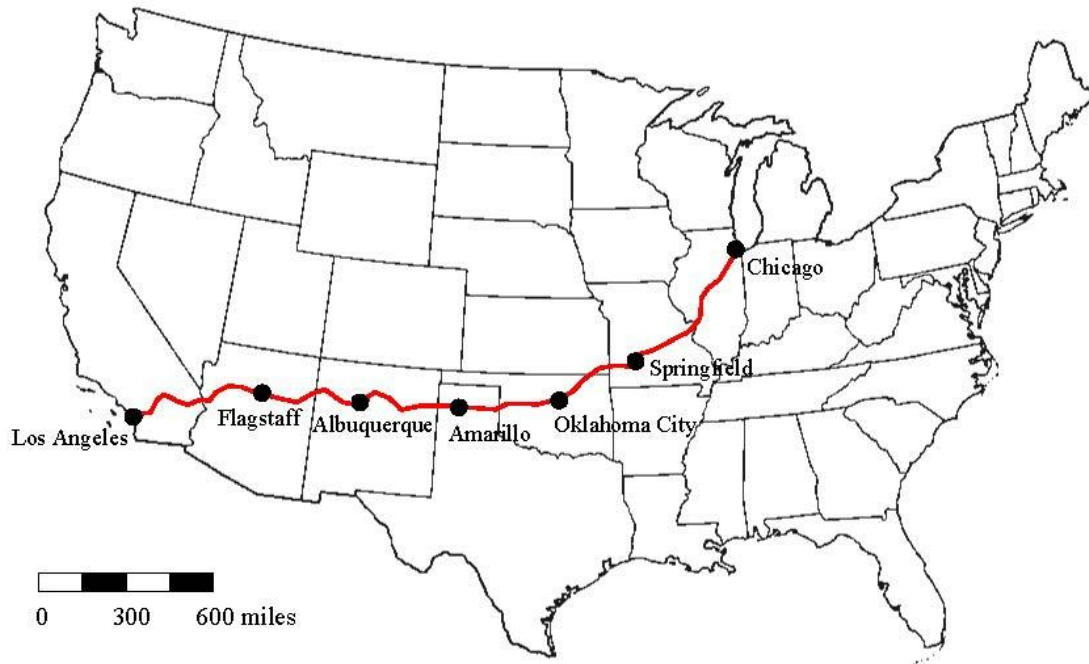 Chicago
Springfield
Flagstaff
Albuquerque
Amarillo
Oklahoma City
Los Angeles
0 300 600 miles